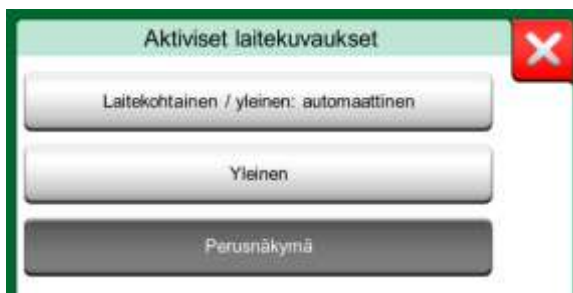 Aktiviset laitekuvaukset
Laitekohtainen / yleinen: automaattinen
Yleinen
Perusnäkymä